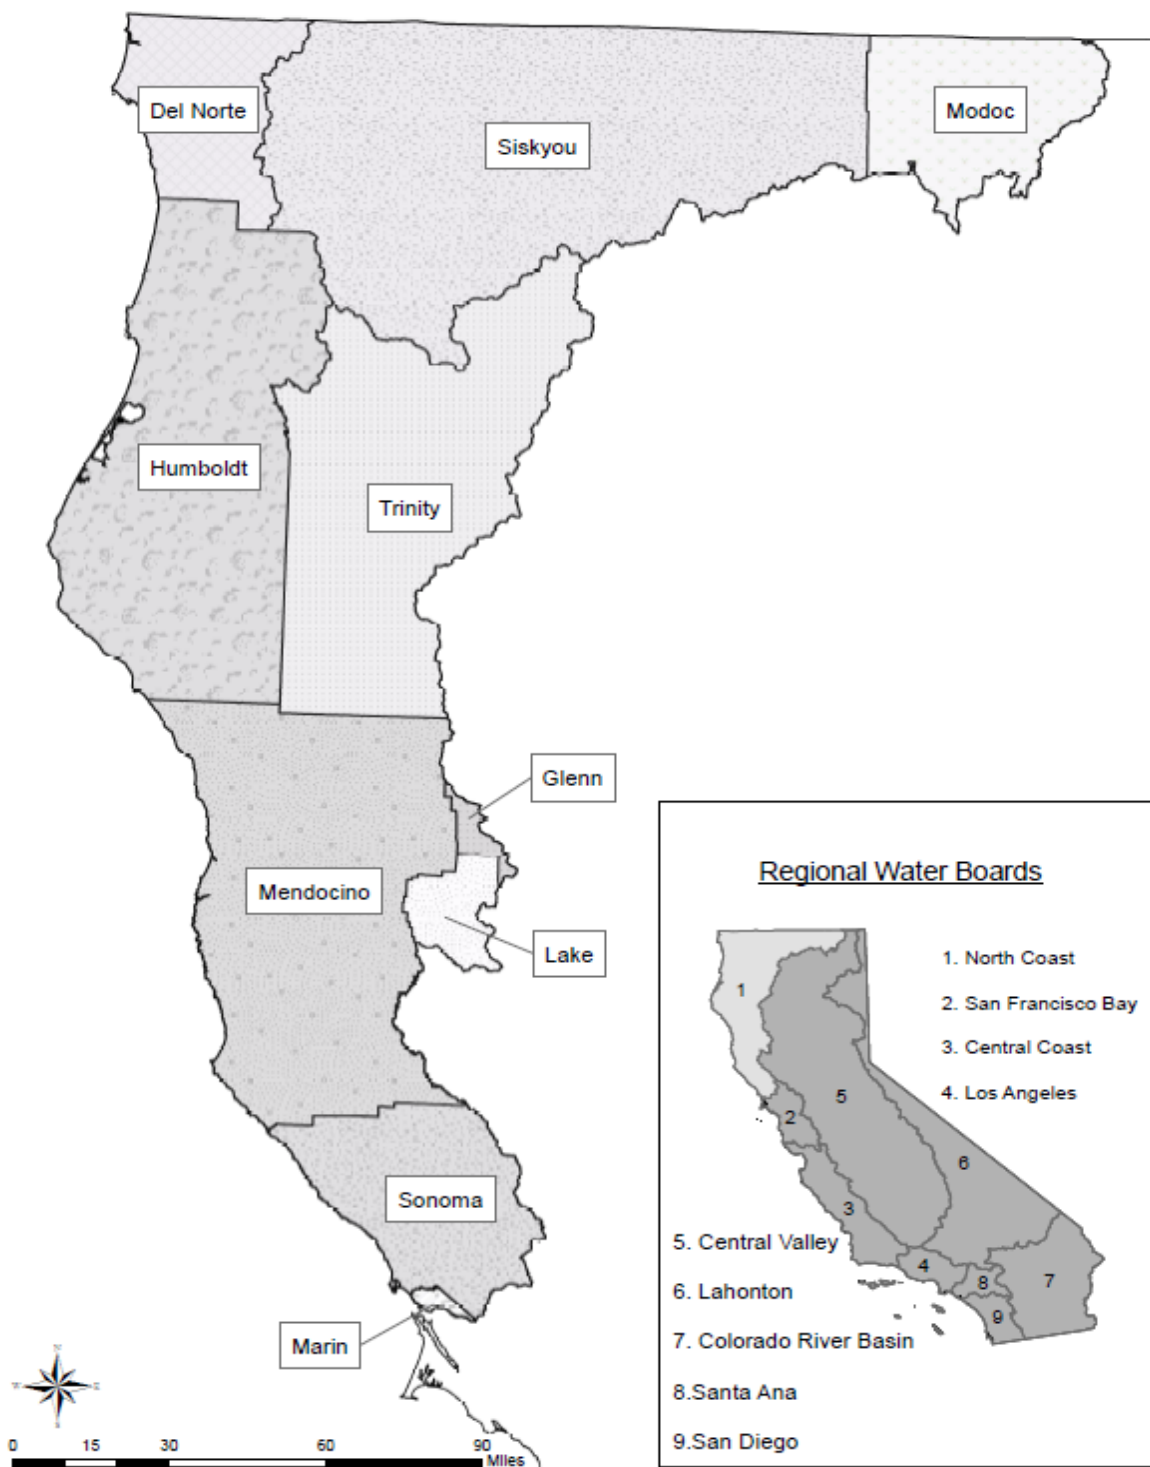 Del Norte
Siskyou
Modoc
Humboldt
Trinity
Glenn
Mendocino
Lake
Sonoma
Marin
N
W
E
S
0 15 30 60 90
Miles
Regional Water Boards
1. North Coast
2. San Francisco Bay
3. Central Coast
4. Los Angeles
5. Central Valley
6. Lahonton
7. Colorado River Basin
8.Santa Ana
9.San Diego
1
2
5
6
3
4
8
7
9